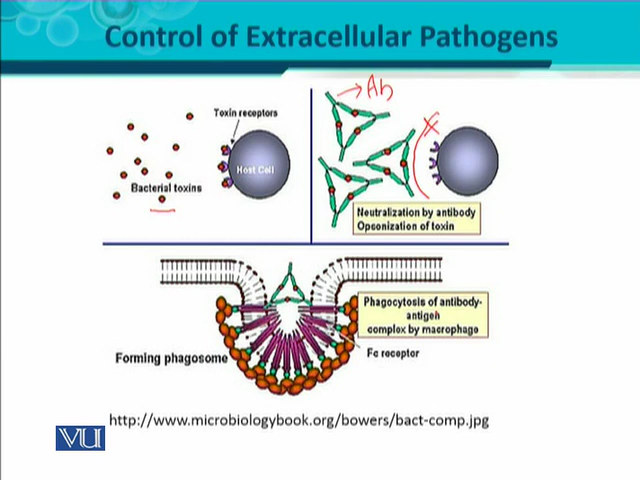 Control of Extracellular Pathogens
Toxin receptors
Host Cell
Bacterial toxins
Ab
Neutralization by antibody
Opsonization of toxin
Phagocytosis of antibody-
antigen
complex by macrophage
Fc receptor
Forming phagosome
http://www.microbiologybook.org/bowers/bact-comp.jpg
VU